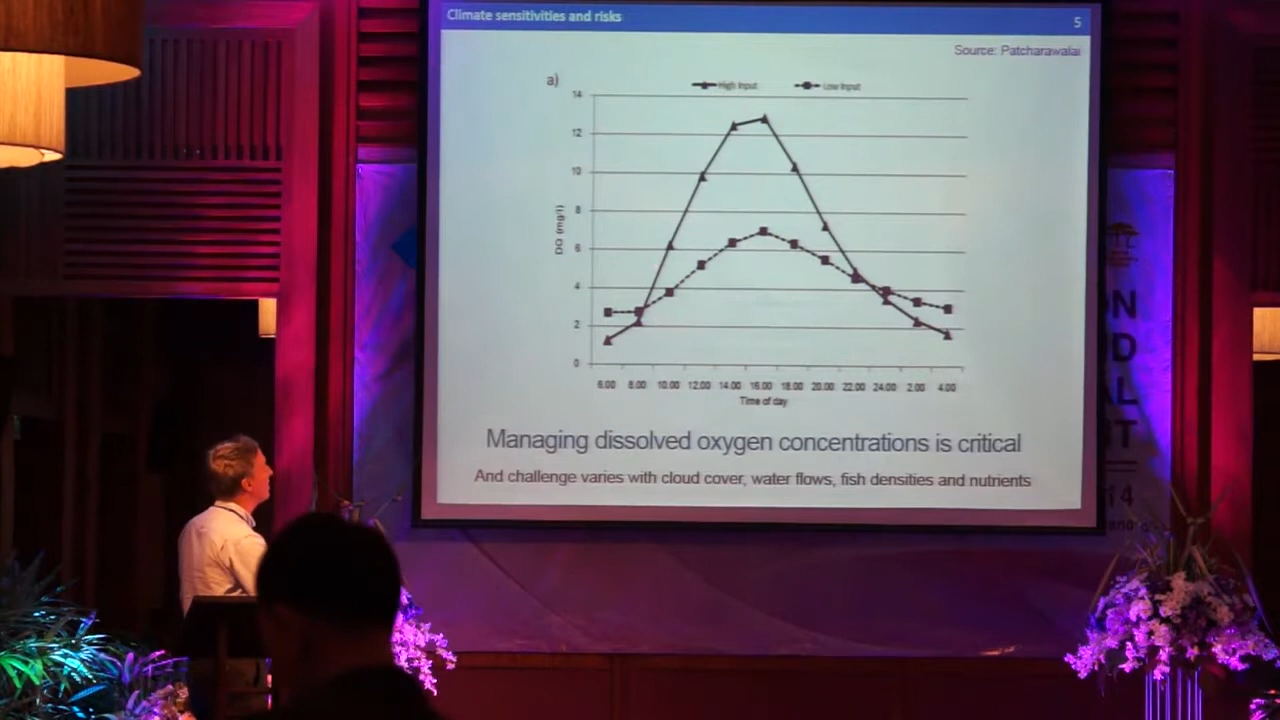 Climate sensitivities and risks
5
Source: Patcharawalai
a)
High Input
Low Input
14
12
10
8
6
4
2
0
DO (mg/l)
6.00 8.00 10.00 12.00 14.00 16.00 18.00 20.00 22.00 24.00 2.00 4.00
Time of day
Managing dissolved oxygen concentrations is critical
And challenge varies with cloud cover, water flows, fish densities and nutrients